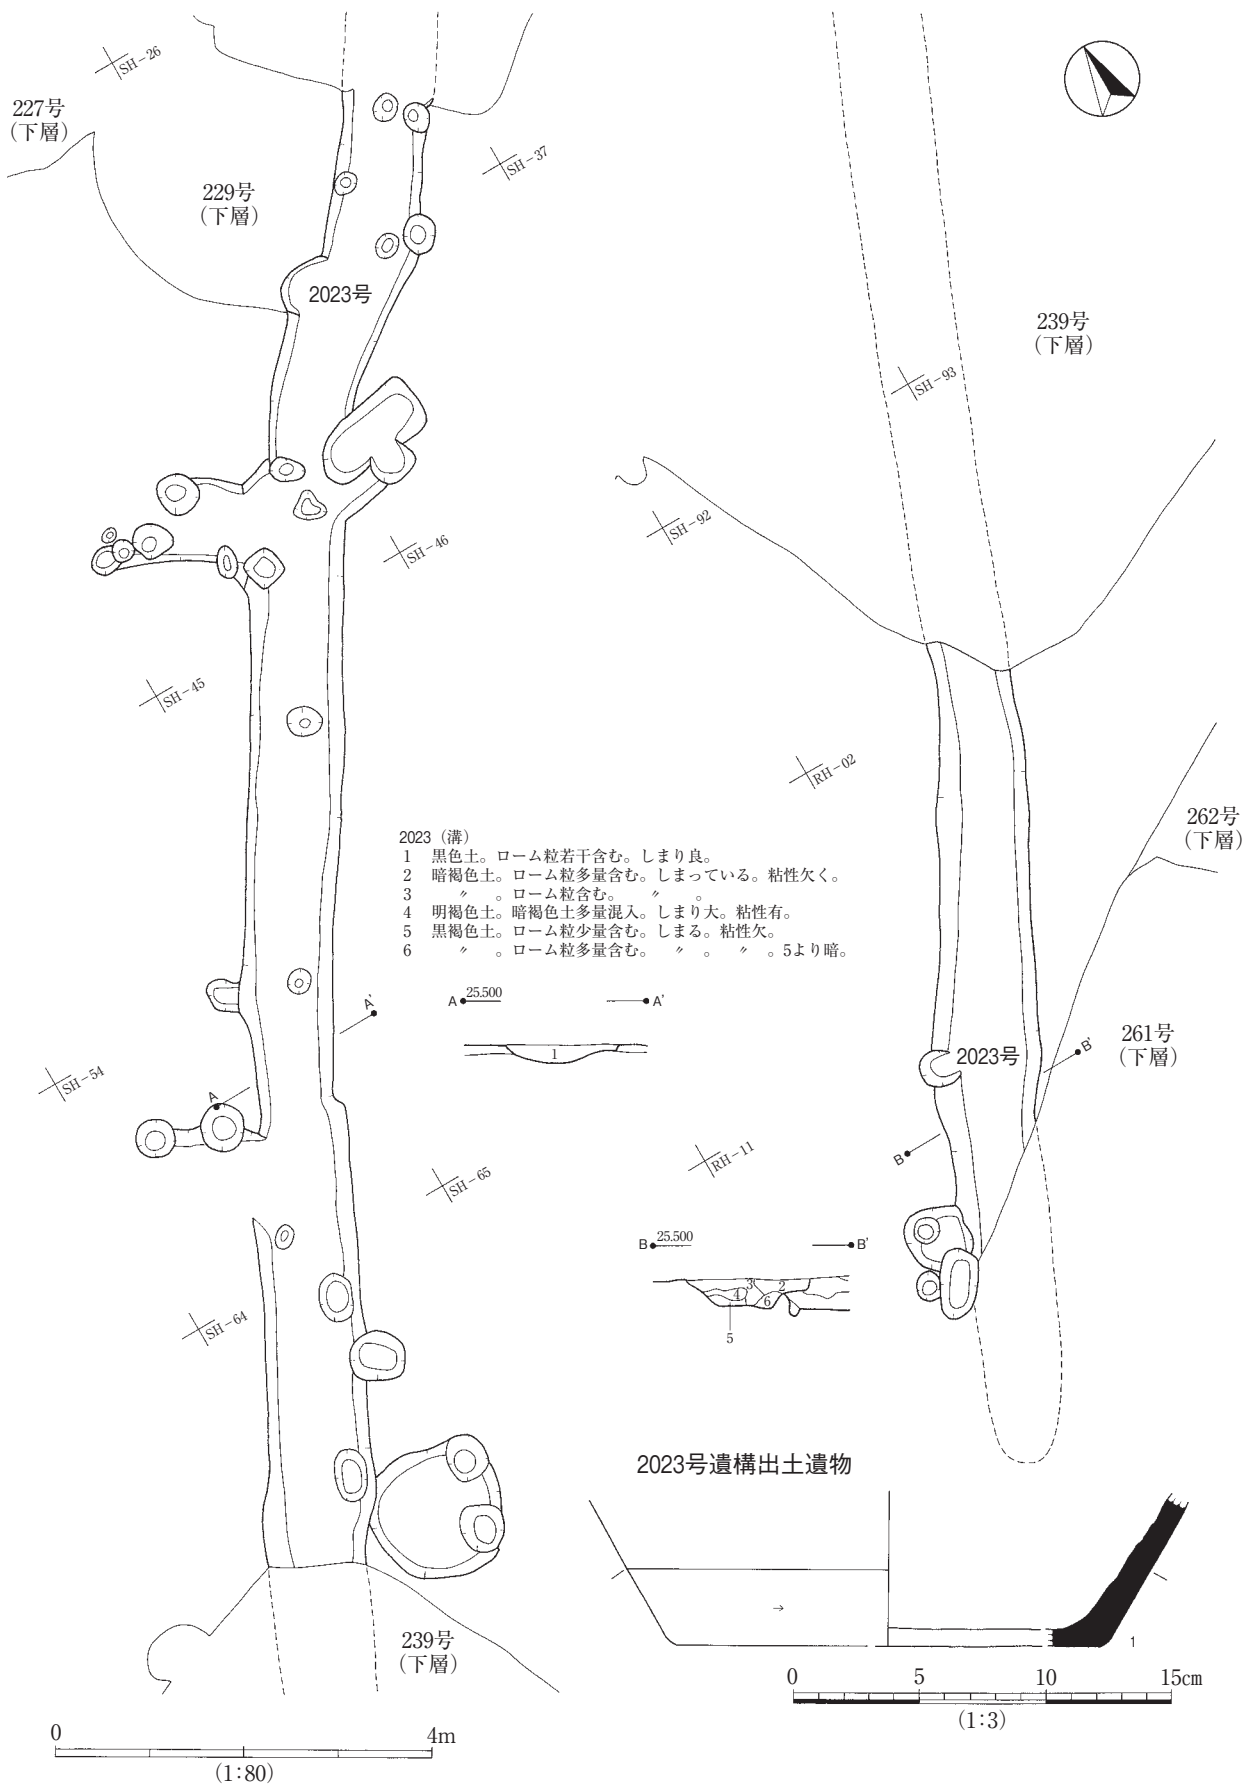 SH-26
227号
（下層）
229号
（下層）
SH-37
2023号
239号
（下層）
SH-93
SH-92
SH-46
SH-45
RH-02
262号
（下層）
2023（溝）
1　黒色土。ローム粒若干含む。しまり良。
2　暗褐色土。ローム粒多量含む。しまっている。粘性欠く。
3　〃　。ローム粒含む。　〃　。
4　明褐色土。暗褐色土多量混入。しまり大。粘性有。
5　黒褐色土。ローム粒少量含む。しまる。粘性欠。
6　〃　。ローム粒多量含む。　〃　。　〃　。5より暗。
A 25.500 A'
1
A'
A
SH-54
2023号
261号
（下層）
B'
B
RH-11
SH-65
B 25.500 B'
3 2
4 6
5
SH-64
2023号遺構出土遺物
1
239号
（下層）
0 5 10 15cm
(1:3)
0 4m
(1:80)